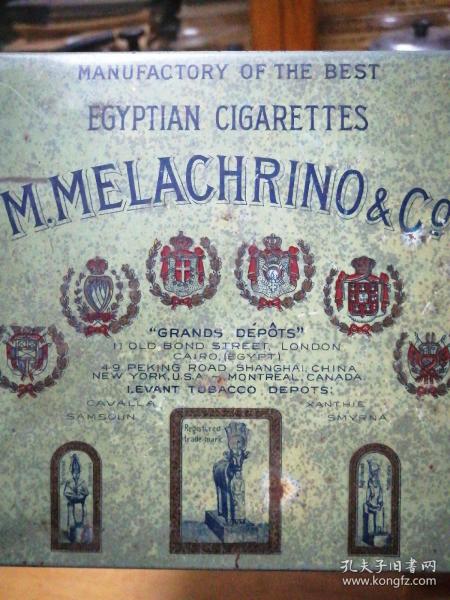 MANUFACTORY OF THE BEST
EGYPTIAN CIGARETTES
M. MELACHRINO & Co
"GRANDS DEPÔTS"
11 OLD BOND STREET, LONDON
CAIRO, (EGYPT).
49 PEKING ROAD, SHANGHAI, CHINA
NEW YORK, U.S.A — MONTREAL, CANADA
LEVANT TOBACCO DEPOTS:
CAVALLA XANTHIE
SAMSOUN SMYRNA
Registered
trade mark
孔夫子旧书网
www.kongfz.com